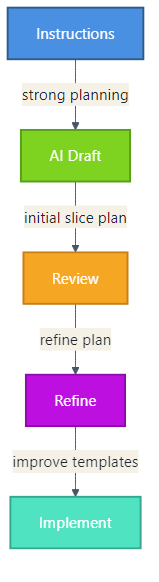 Instructions
strong planning
AI Draft
initial slice plan
Review
refine plan
Refine
improve templates
Implement